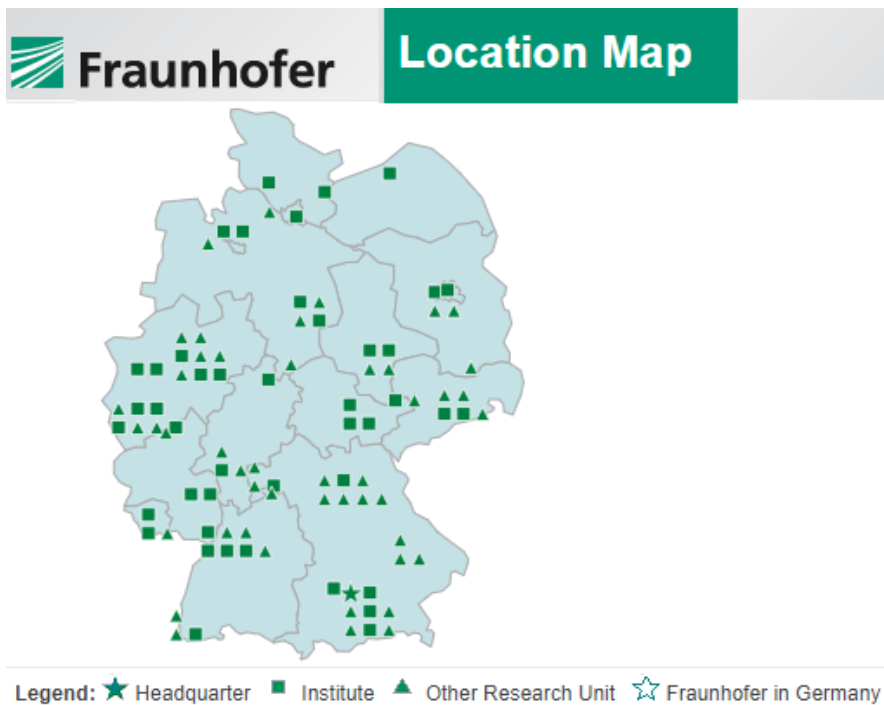 Fraunhofer
Location Map
Legend: Headquarter Institute Other Research Unit Fraunhofer in Germany